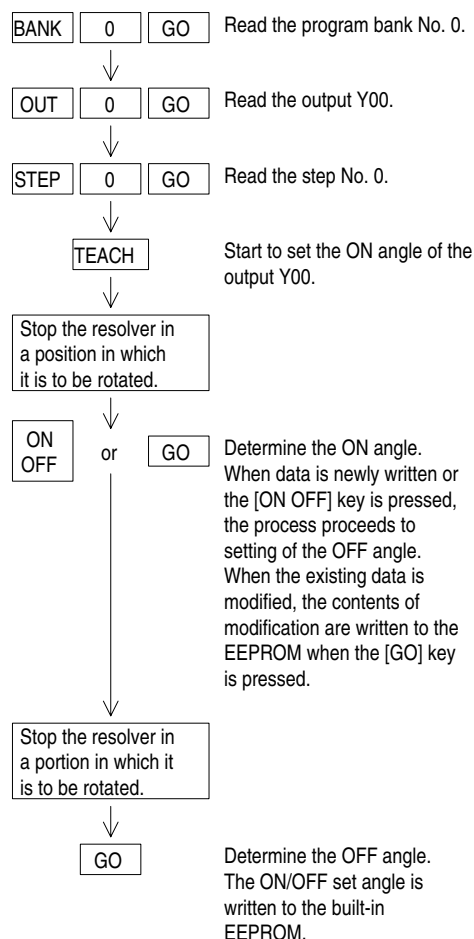 BANK 0 GO Read the program bank No. 0.
OUT 0 GO Read the output Y00.
STEP 0 GO Read the step No. 0.
TEACH Start to set the ON angle of the
output Y00.
Stop the resolver in
a position in which
it is to be rotated.
ON
OFF or GO Determine the ON angle.
When data is newly written or
the [ON OFF] key is pressed,
the process proceeds to
setting of the OFF angle.
When the existing data is
modified, the contents of
modification are written to the
EEPROM when the [GO] key
is pressed.
Stop the resolver in
a portion in which it
is to be rotated.
GO Determine the OFF angle.
The ON/OFF set angle is
written to the built-in
EEPROM.